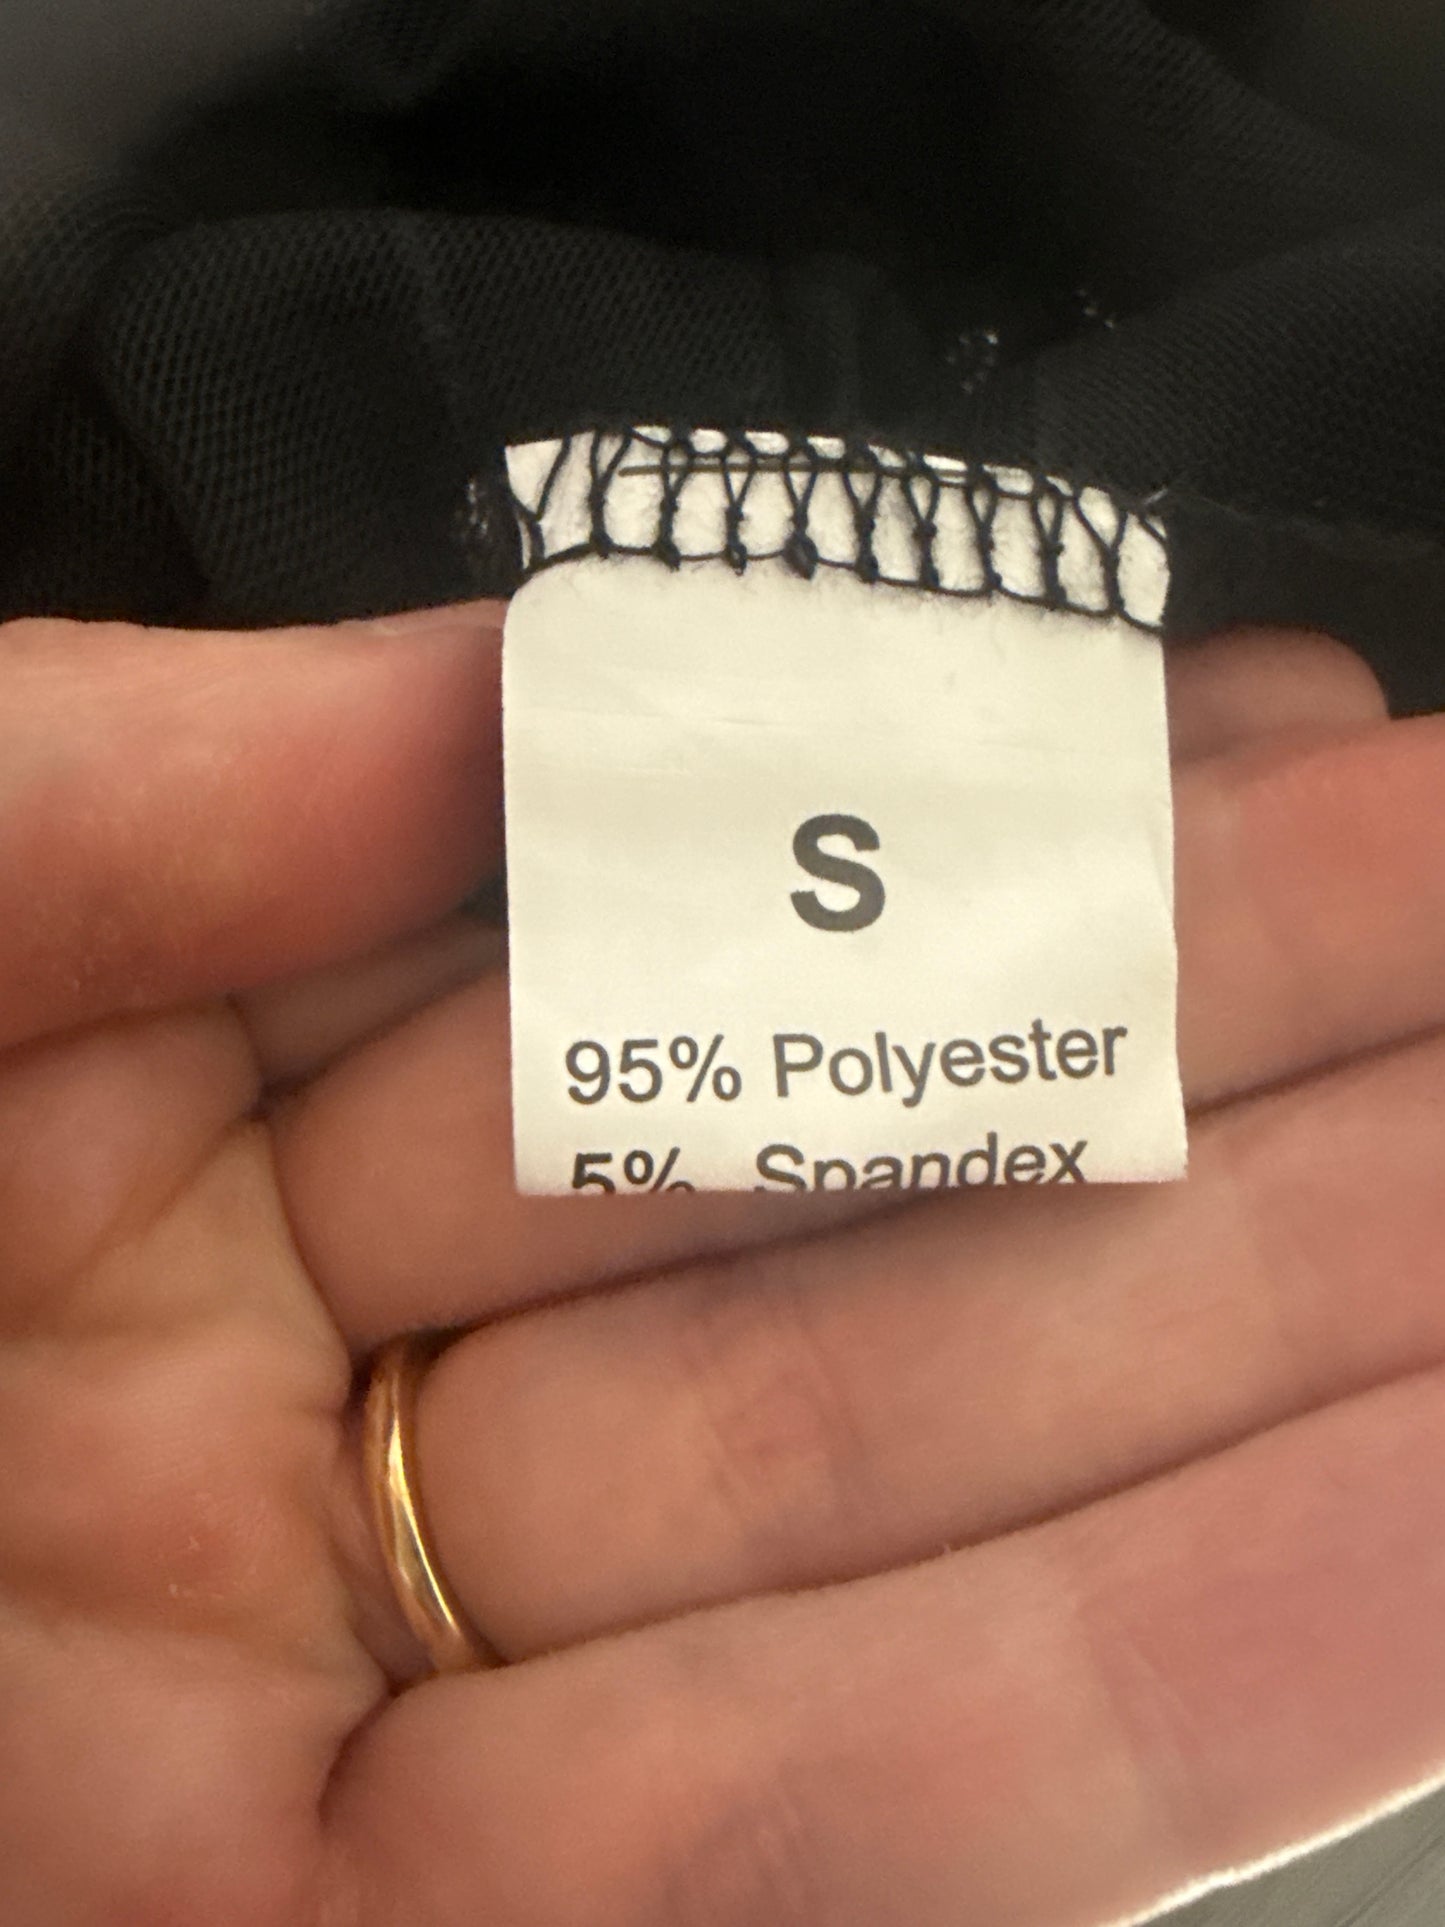 S
95% Polyester
5% Spandex